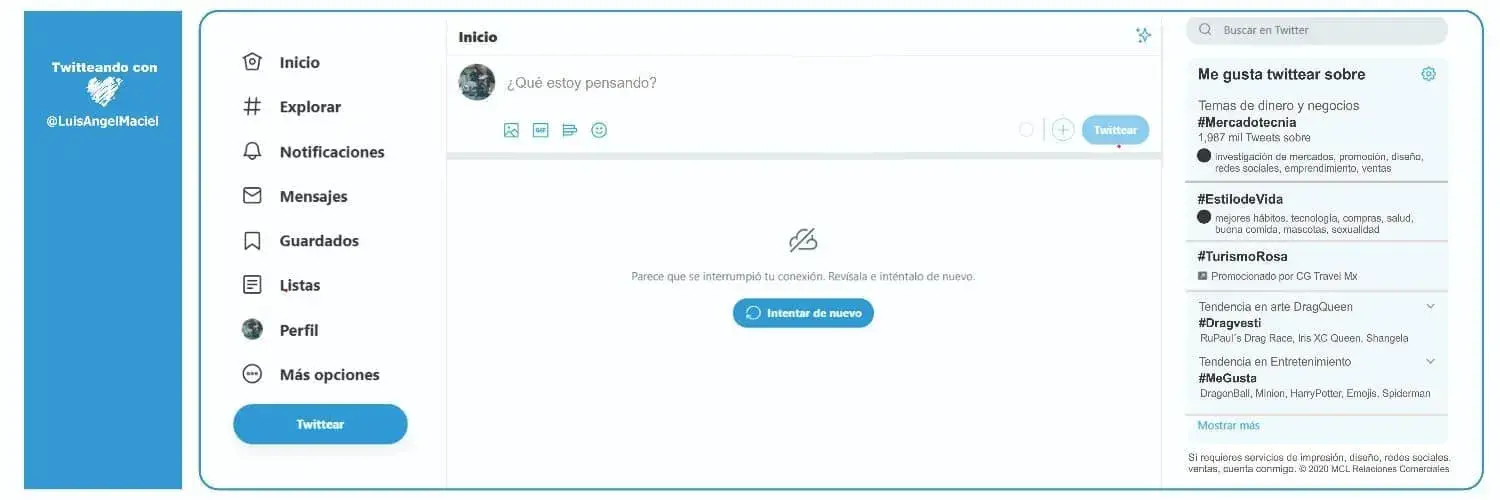 Twitteando con
@LuisAngelMaciel
Inicio
Explorar
Notificaciones
Mensajes
Guardados
Listas
Perfil
Más opciones
Twittear
Inicio
¿Qué estoy pensando?
GIF
Twittear
Parece que se interrumpió tu conexión. Revísala e inténtalo de nuevo.
Intentar de nuevo
Buscar en Twitter
Me gusta twittear sobre
Temas de dinero y negocios
#Mercadotecnia
1,987 mil Tweets sobre
investigación de mercados, promoción, diseño,
redes sociales, emprendimiento, ventas
#EstilodeVida
mejores hábitos, tecnología, compras, salud,
buena comida, mascotas, sexualidad
#TurismoRosa
Promocionado por CG Travel Mx
Tendencia en arte DragQueen
#Dragvesti
RuPaul´s Drag Race, Iris XC Queen, Shangela
Tendencia en Entretenimiento
#MeGusta
DragonBall, Minion, HarryPotter, Emojis, Spiderman
Mostrar más
Si requieres servicios de impresión, diseño, redes sociales,
ventas, cuenta conmigo. © 2020 MCL Relaciones Comerciales